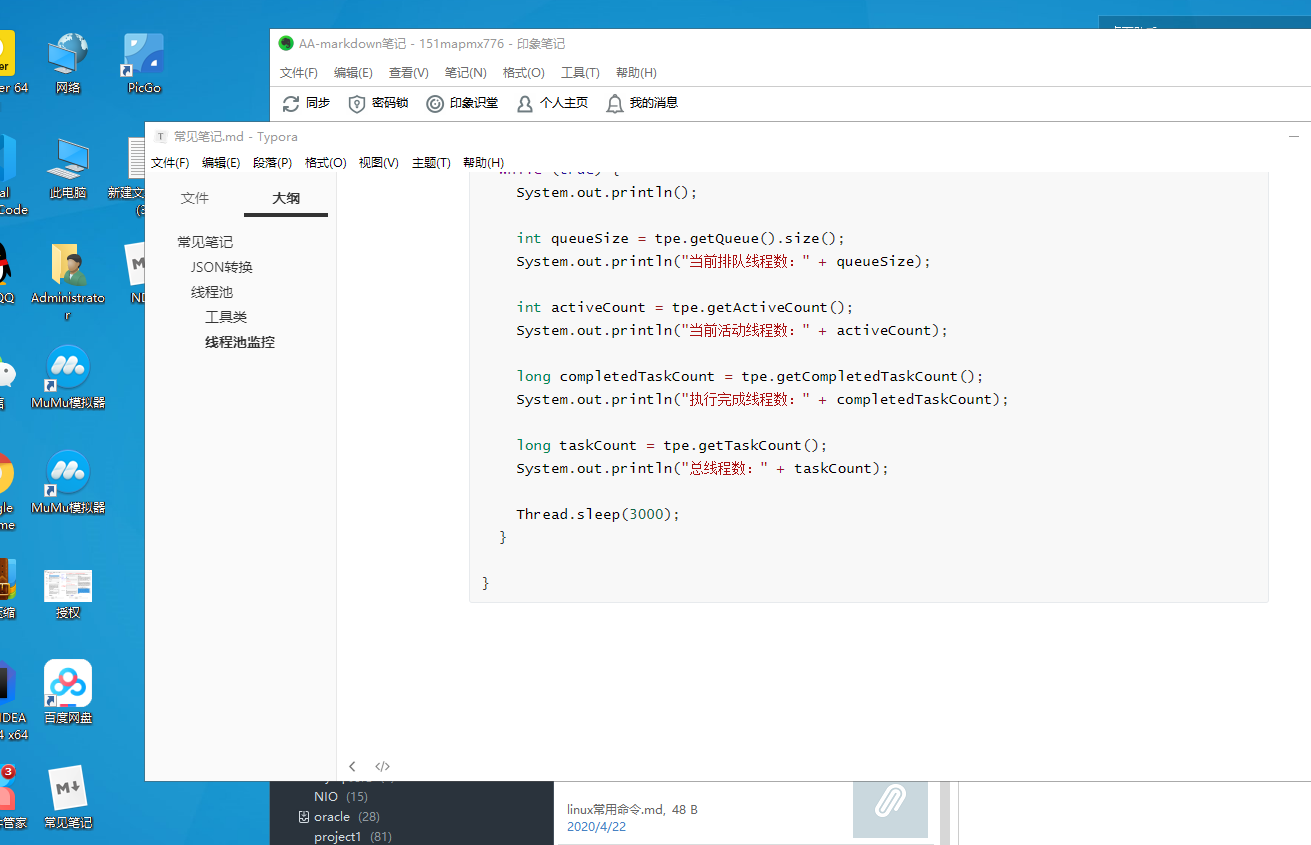 网络
PicGo
此电脑
Administrato
r
MuMu模拟器
MuMu模拟器
授权
百度网盘
常见笔记
er 64
Code
QQ
IDEA
4 x64
管家
3
新建文
AA-markdown笔记 - 151mapmx776 - 印象笔记
文件(F) 编辑(E) 查看(V) 笔记(N) 格式(O) 工具(T) 帮助(H)
同步 密码锁 印象识堂 个人主页 我的消息
常见笔记.md - Typora
文件(F) 编辑(E) 段落(P) 格式(O) 视图(V) 主题(T) 帮助(H)
文件 大纲
常见笔记
JSON转换
线程池
工具类
线程池监控
while (true) {
System.out.println();
int queueSize = tpe.getQueue().size();
System.out.println("当前排队线程数：" + queueSize);
int activeCount = tpe.getActiveCount();
System.out.println("当前活动线程数：" + activeCount);
long completedTaskCount = tpe.getCompletedTaskCount();
System.out.println("执行完成线程数：" + completedTaskCount);
long taskCount = tpe.getTaskCount();
System.out.println("总线程数：" + taskCount);
Thread.sleep(3000);
}
}
</>
NIO (15)
oracle (28)
project1 (81)
linux常用命令.md, 48 B
2020/4/22